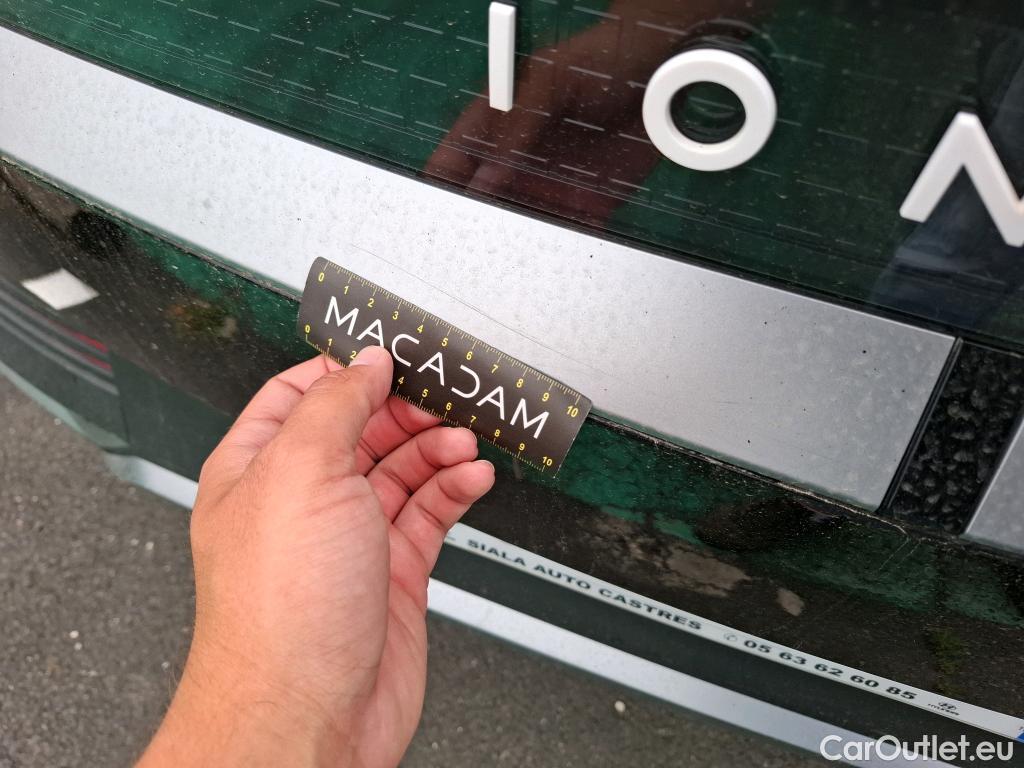 ION
0 1 2 3 4 5 6 7 8 9 10
MACADAM
0 1 2 4 5 6 7 8 9 10
SIALA AUTO CASTRES ✆ 05 63 62 60 85
CarOutlet.eu